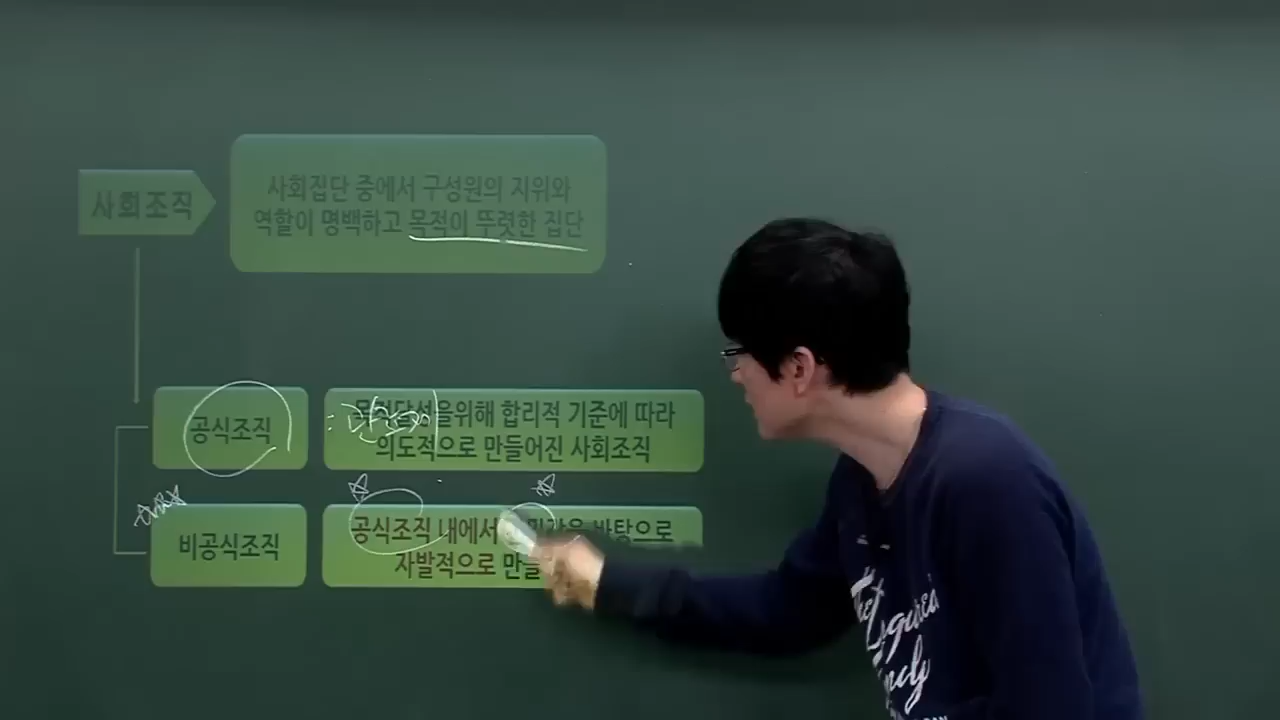 사회조직
사회집단 중에서 구성원의 지위와
역할이 명백하고 목적이 뚜렷한 집단
공식조직
목적달성을위해 합리적 기준에 따라
의도적으로 만들어진 사회조직
비공식조직
공식조직 내에서 바탕으로
자발적으로